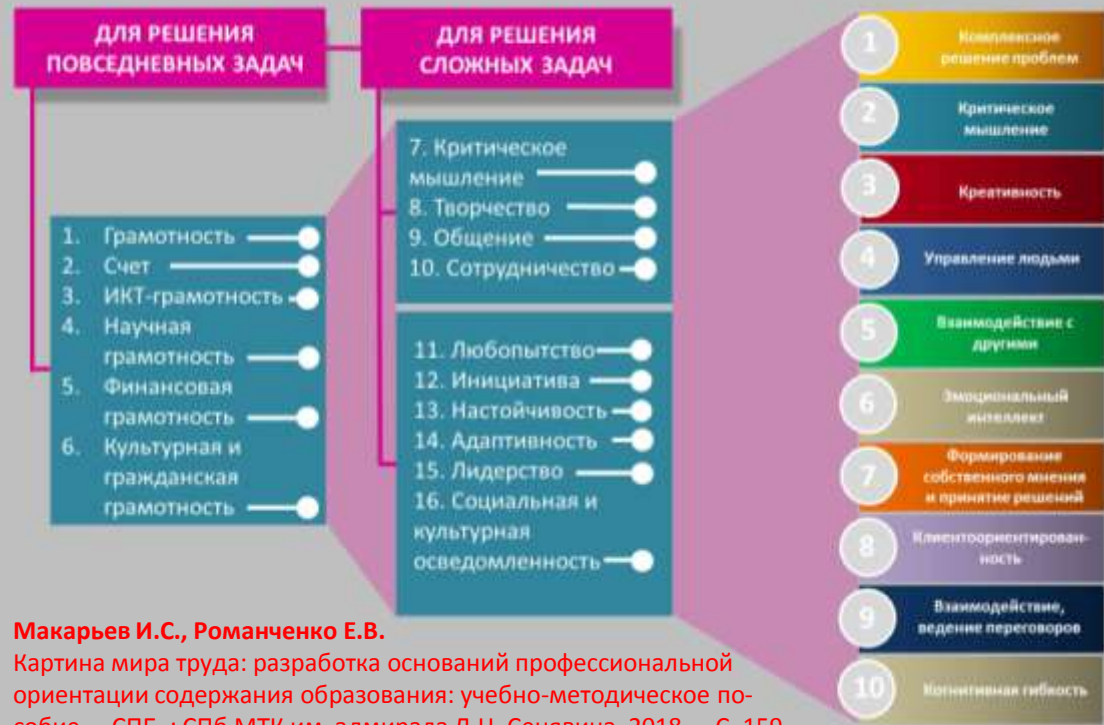 ДЛЯ РЕШЕНИЯ
ПОВСЕДНЕВНЫХ ЗАДАЧ
ДЛЯ РЕШЕНИЯ
СЛОЖНЫХ ЗАДАЧ
1. Грамотность
2. Счет
3. ИКТ-грамотность
4. Научная
грамотность
5. Финансовая
грамотность
6. Культурная и
гражданская
грамотность
7. Критическое
мышление
8. Творчество
9. Общение
10. Сотрудничество
11. Любопытство
12. Инициатива
13. Настойчивость
14. Адаптивность
15. Лидерство
16. Социальная и
культурная
осведомленность
1
Комплексное
решение проблем
2
Критическое
мышление
3
Креативность
4
Управление людьми
5
Взаимодействие с
другими
6
Эмоциональный
интеллект
7
Формирование
собственного мнения
и принятие решений
8
Клиентоориентирован-
ность
9
Взаимодействие,
ведение переговоров
10
Когнитивная гибкость
Макарьев И.С., Романченко Е.В.
Картина мира труда: разработка оснований профессиональной
ориентации содержания образования: учебно-методическое по-